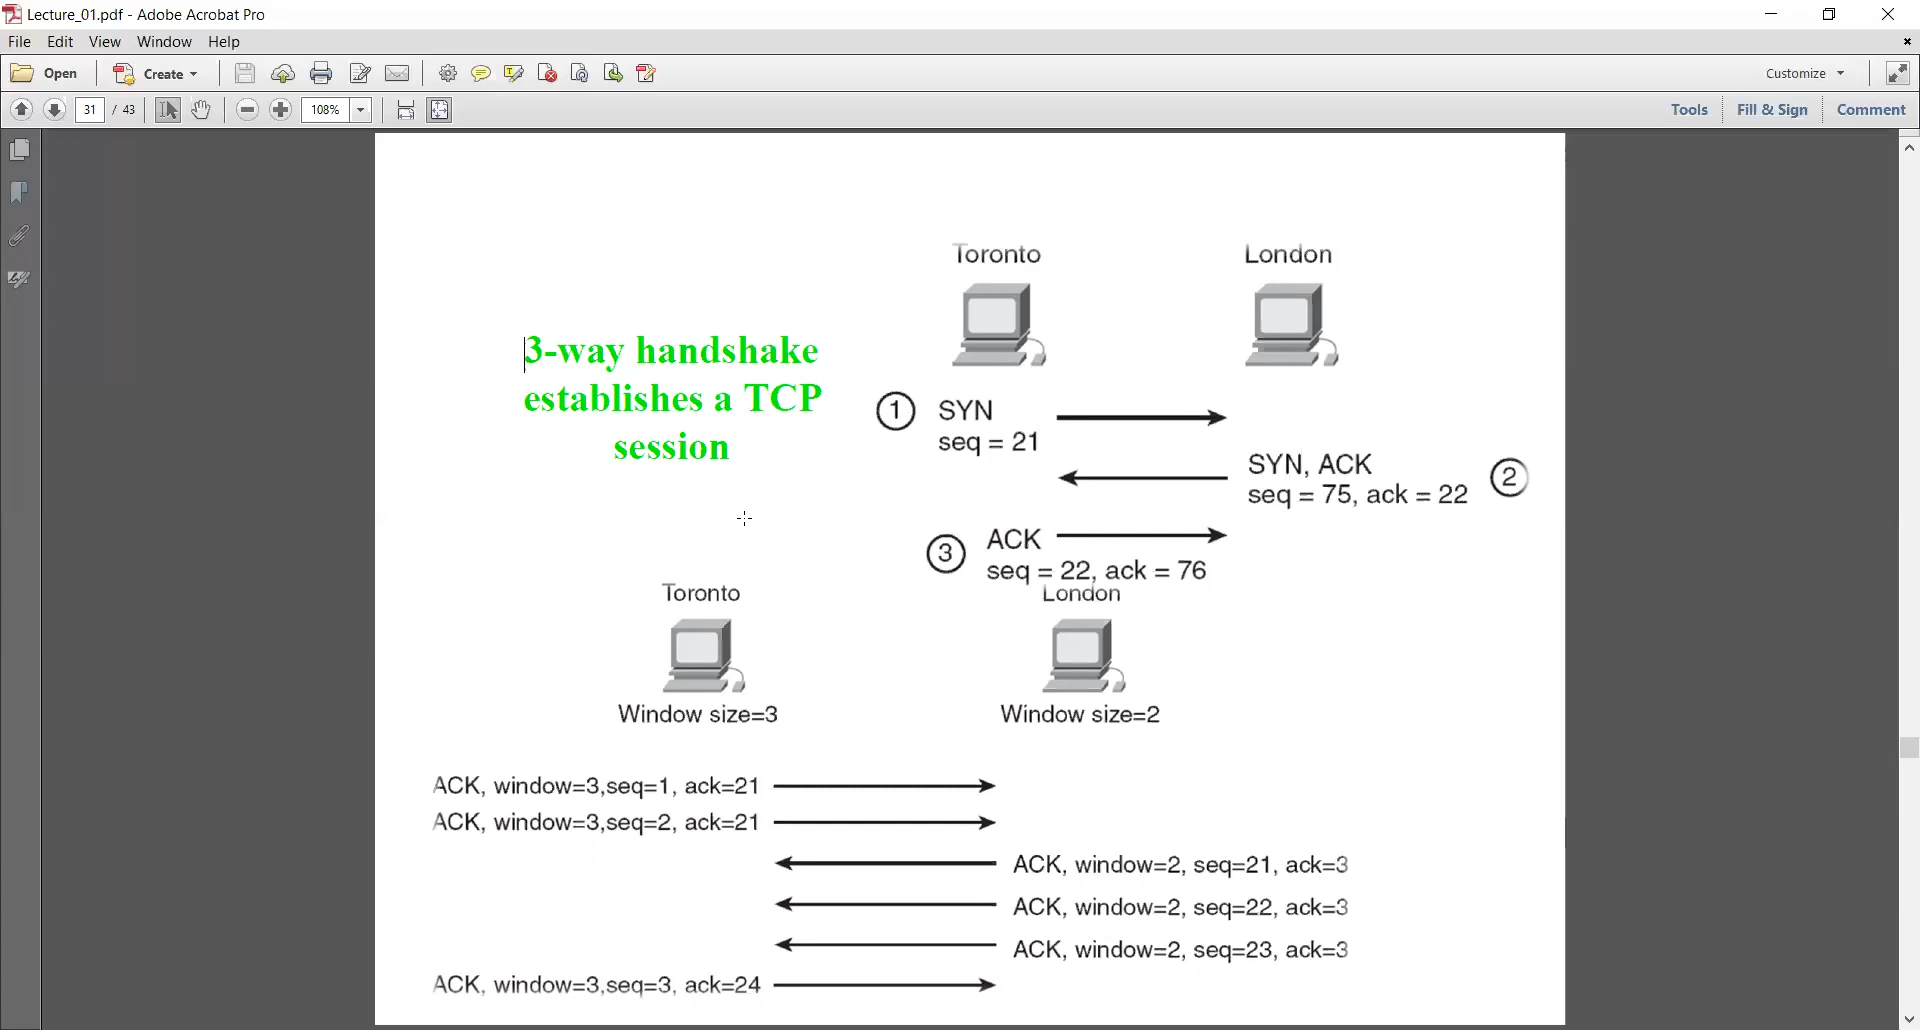 Lecture_01.pdf - Adobe Acrobat Pro
File Edit View Window Help
Open Create Customize
31 / 43 108% Tools Fill & Sign Comment
Toronto London
3-way handshake
establishes a TCP
session
1 SYN
seq = 21
SYN, ACK 2
seq = 75, ack = 22
3 ACK
seq = 22, ack = 76
Toronto London
Window size=3 Window size=2
ACK, window=3,seq=1, ack=21
ACK, window=3,seq=2, ack=21
ACK, window=2, seq=21, ack=3
ACK, window=2, seq=22, ack=3
ACK, window=2, seq=23, ack=3
ACK, window=3,seq=3, ack=24